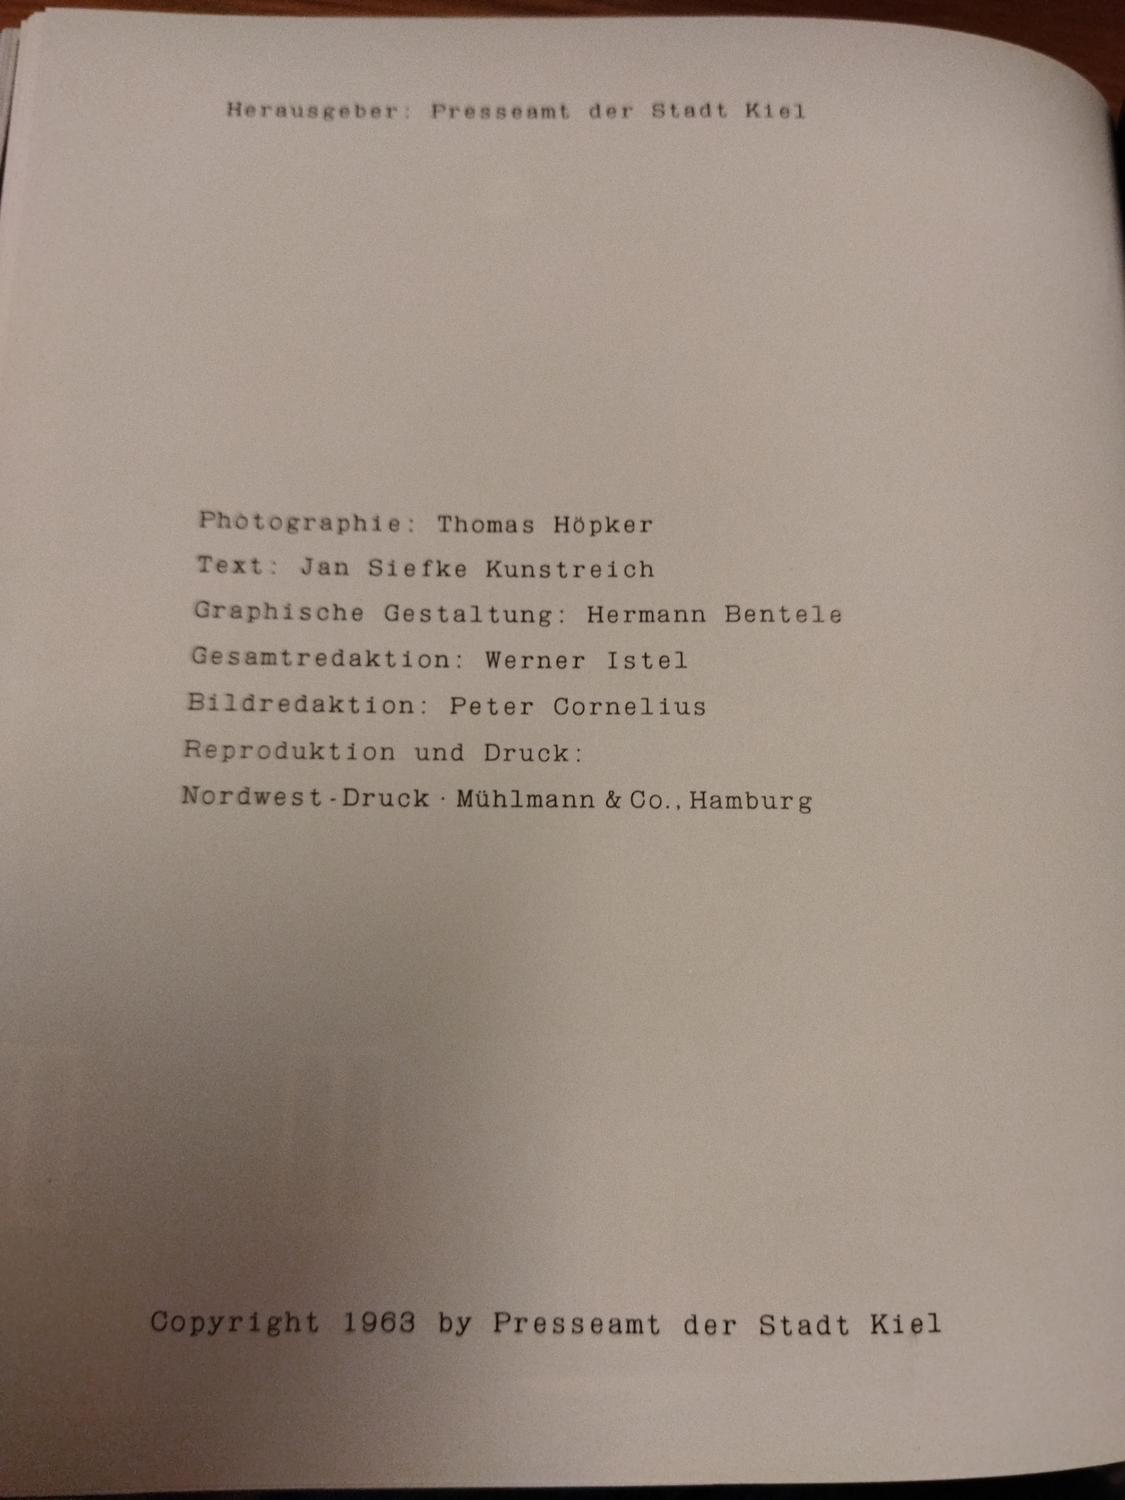 Herausgeber: Presseamt der Stadt Kiel
Photographie: Thomas Höpker
Text: Jan Siefke Kunstreich
Graphische Gestaltung: Hermann Bentele
Gesamtredaktion: Werner Istel
Bildredaktion: Peter Cornelius
Reproduktion und Druck:
Nordwest-Druck · Mühlmann & Co., Hamburg
Copyright 1963 by Presseamt der Stadt Kiel